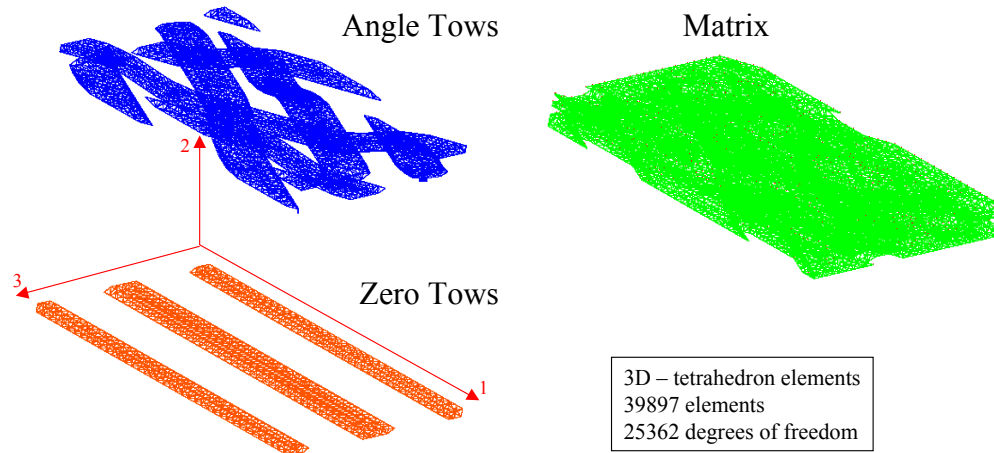 Angle Tows
Matrix
2
3
Zero Tows
1
3D – tetrahedron elements
39897 elements
25362 degrees of freedom